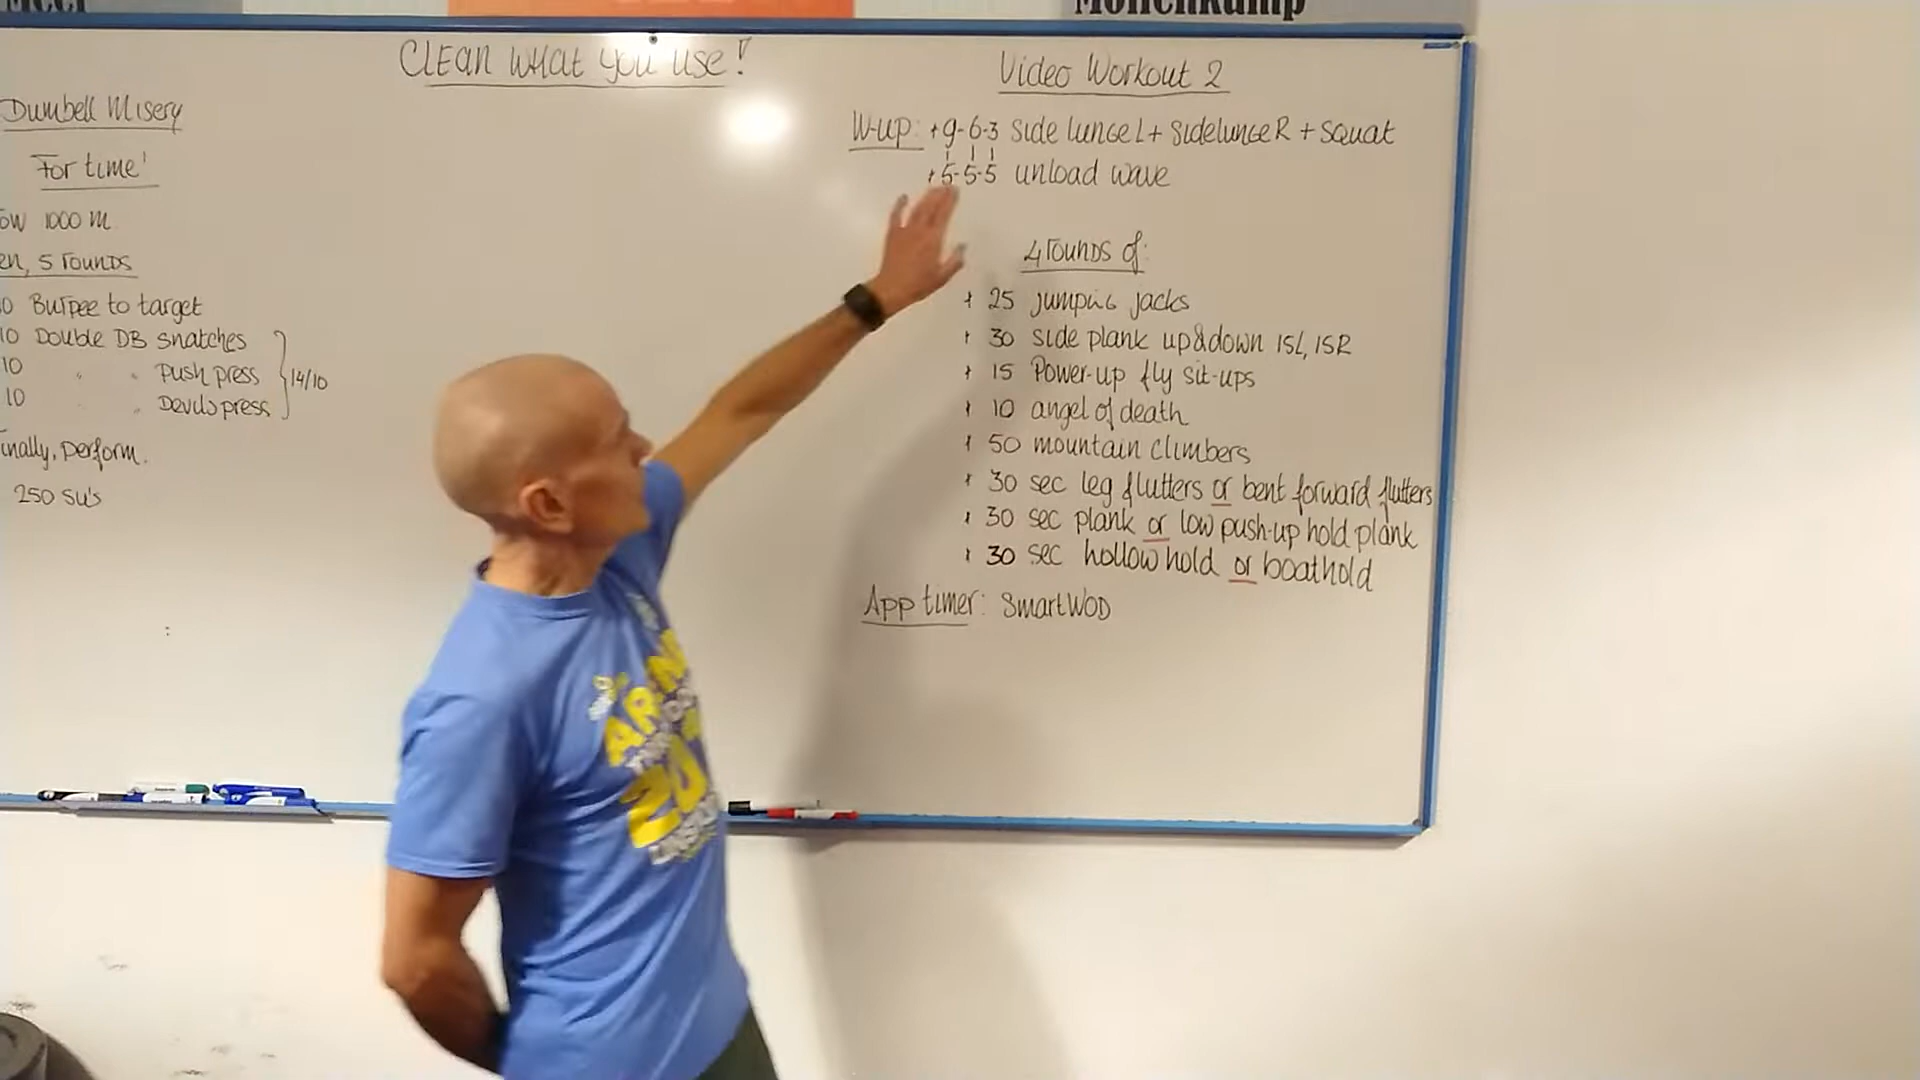 Mollenkamp
CLEAN WHAT YOU USE!
Dumbell Misery
For time!
ow 1000 m
en, 5 rounds
0 Burpee to target
10 Double DB snatches
10 " " Push press
14/10
10 " " Devils press
inally, perform.
250 SU's
Video Workout 2
W-up: + 9-6-3 side lunge L + sidelunge R + squat
+ 5-5-5 unload wave
4 rounds of:
+ 25 jumping jacks
+ 30 side plank up&down 15L, 15R
+ 15 Power-up fly sit-ups
+ 10 angel of death
+ 50 mountain climbers
+ 30 sec leg flutters or bent forward flutters
+ 30 sec plank or low push-up hold plank
+ 30 sec hollow hold or boathold
App timer: SmartWOD